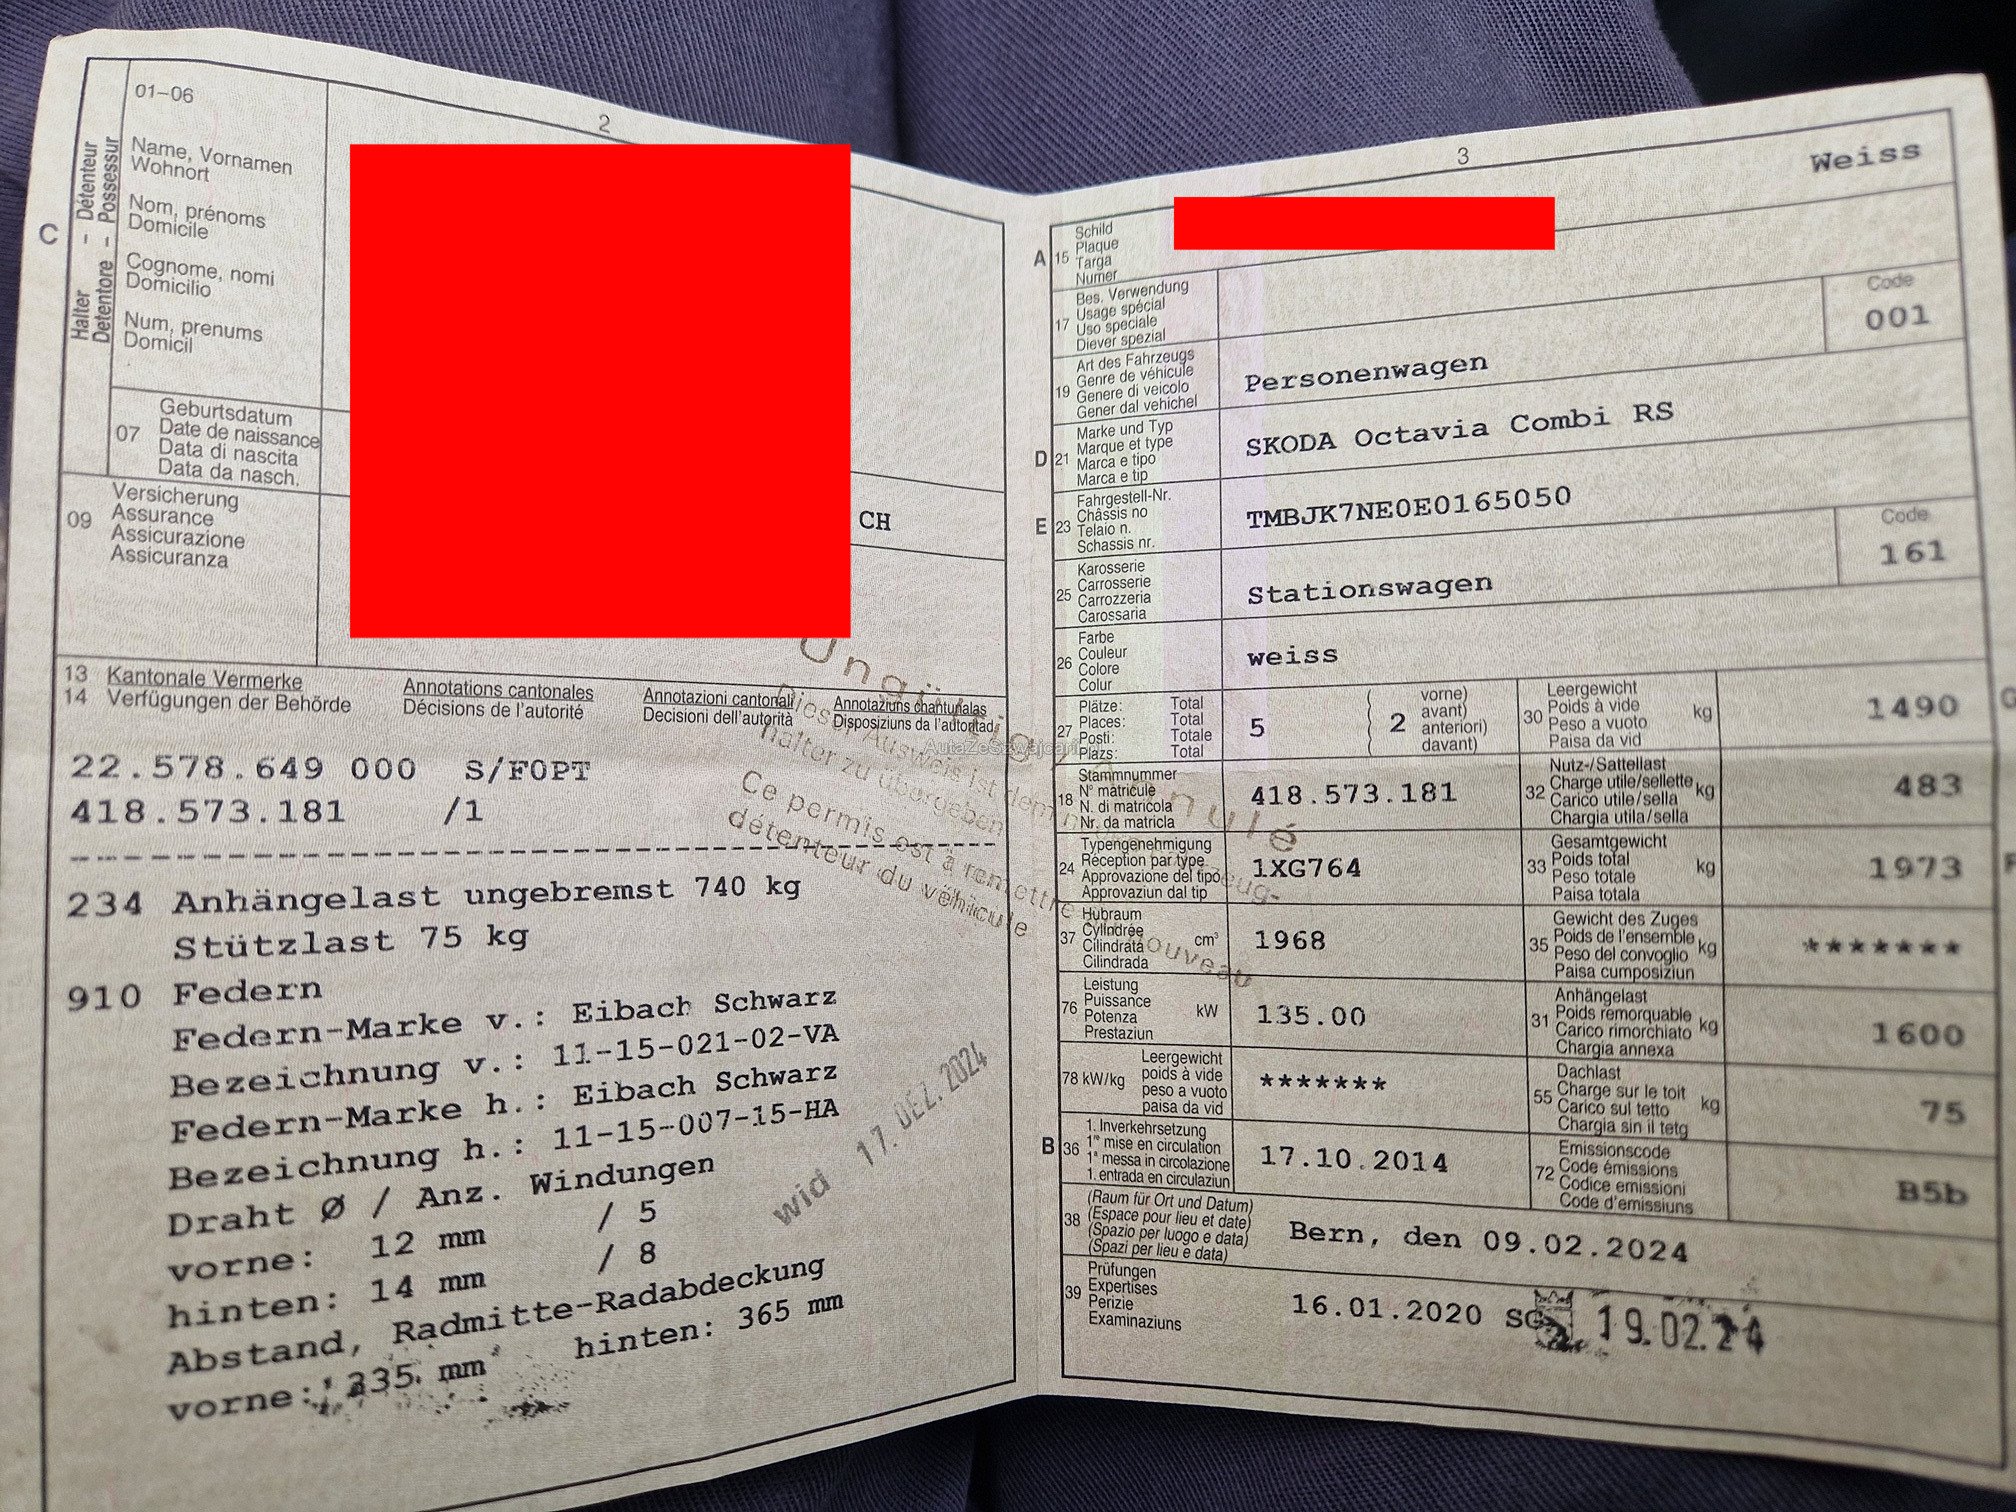 2
01–06
Name, Vornamen
Wohnort
Nom, prénoms
Domicile
Cognome, nomi
Domicilio
Num, prenums
Domicil
C
Halter – Détenteur
Detentore – Possessur
07
Geburtsdatum
Date de naissance
Data di nascita
Data da nasch.
09
Versicherung
Assurance
Assicurazione
Assicuranza
CH
13 Kantonale Vermerke Annotations cantonales Annotazioni cantonali Annotaziuns chantunalas
14 Verfügungen der Behörde Décisions de l'autorité Decisioni dell'autorità Disposiziuns da l'autoritad
22.578.649 000 S/F0PT
418.573.181 /1
234 Anhängelast ungebremst 740 kg
Stützlast 75 kg
910 Federn
Federn-Marke v.: Eibach Schwarz
Bezeichnung v.: 11-15-021-02-VA
Federn-Marke h.: Eibach Schwarz
Bezeichnung h.: 11-15-007-15-HA
Draht Ø / Anz. Windungen
vorne: 12 mm / 5
hinten: 14 mm / 8
Abstand, Radmitte-Radabdeckung
vorne: 335 mm hinten: 365 mm
wid 17. DEZ. 2024
Ungültig Annulé
Dieser Ausweis ist dem
halter zu übergeben
Ce permis est à remettre nouveau
détenteur du véhicule
AutaZeSzwajcarii
3
Weiss
A 15
Schild
Plaque
Targa
Numer
17
Bes. Verwendung
Usage spécial
Uso speciale
Diever spezial
Code
001
19
Art des Fahrzeugs
Genre de véhicule
Genere di veicolo
Gener dal vehichel
Personenwagen
D 21
Marke und Typ
Marque et type
Marca e tipo
Marca e tip
SKODA Octavia Combi RS
E 23
Fahrgestell-Nr.
Châssis no
Telaio n.
Schassis nr.
TMBJK7NE0E0165050
25
Karosserie
Carrosserie
Carrozzeria
Carossaria
Stationswagen
Code
161
26
Farbe
Couleur
Colore
Colur
weiss
27
Plätze: Total
Places: Total
Posti: Totale
Plazs: Total
5
2
vorne)
avant)
anteriori)
davant)
30
Leergewicht
Poids à vide
Peso a vuoto
Paisa da vid
kg
1490
G
18
Stammnummer
N° matricule
N. di matricola
Nr. da matricla
418.573.181
32
Nutz-/Sattellast
Charge utile/sellette
Carico utile/sella
Chargia utila/sella
kg
483
24
Typengenehmigung
Réception par type
Approvazione del tipo
Approvaziun dal tip
1XG764
33
Gesamtgewicht
Poids total
Peso totale
Paisa totala
kg
1973
F
37
Hubraum
Cylindrée
Cilindrata
Cilindrada
cm³
1968
35
Gewicht des Zuges
Poids de l'ensemble
Peso del convoglio
Paisa cumposiziun
kg
*******
76
Leistung
Puissance
Potenza
Prestaziun
kW
135.00
31
Anhängelast
Poids remorquable
Carico rimorchiato
Chargia annexa
kg
1600
78 kW/kg
Leergewicht
poids à vide
peso a vuoto
paisa da vid
*******
55
Dachlast
Charge sur le toit
Carico sul tetto
Chargia sin il tetg
kg
75
B 36
1. Inverkehrsetzung
1re mise en circulation
1a messa in circolazione
1. entrada en circulaziun
17.10.2014
72
Emissionscode
Code émissions
Codice emissioni
Code d'emissiuns
B5b
38
(Raum für Ort und Datum)
(Espace pour lieu et date)
(Spazio per luogo e data)
(Spazi per lieu e data)
Bern, den 09.02.2024
39
Prüfungen
Expertises
Perizie
Examinaziuns
16.01.2020 SG
19.02.24